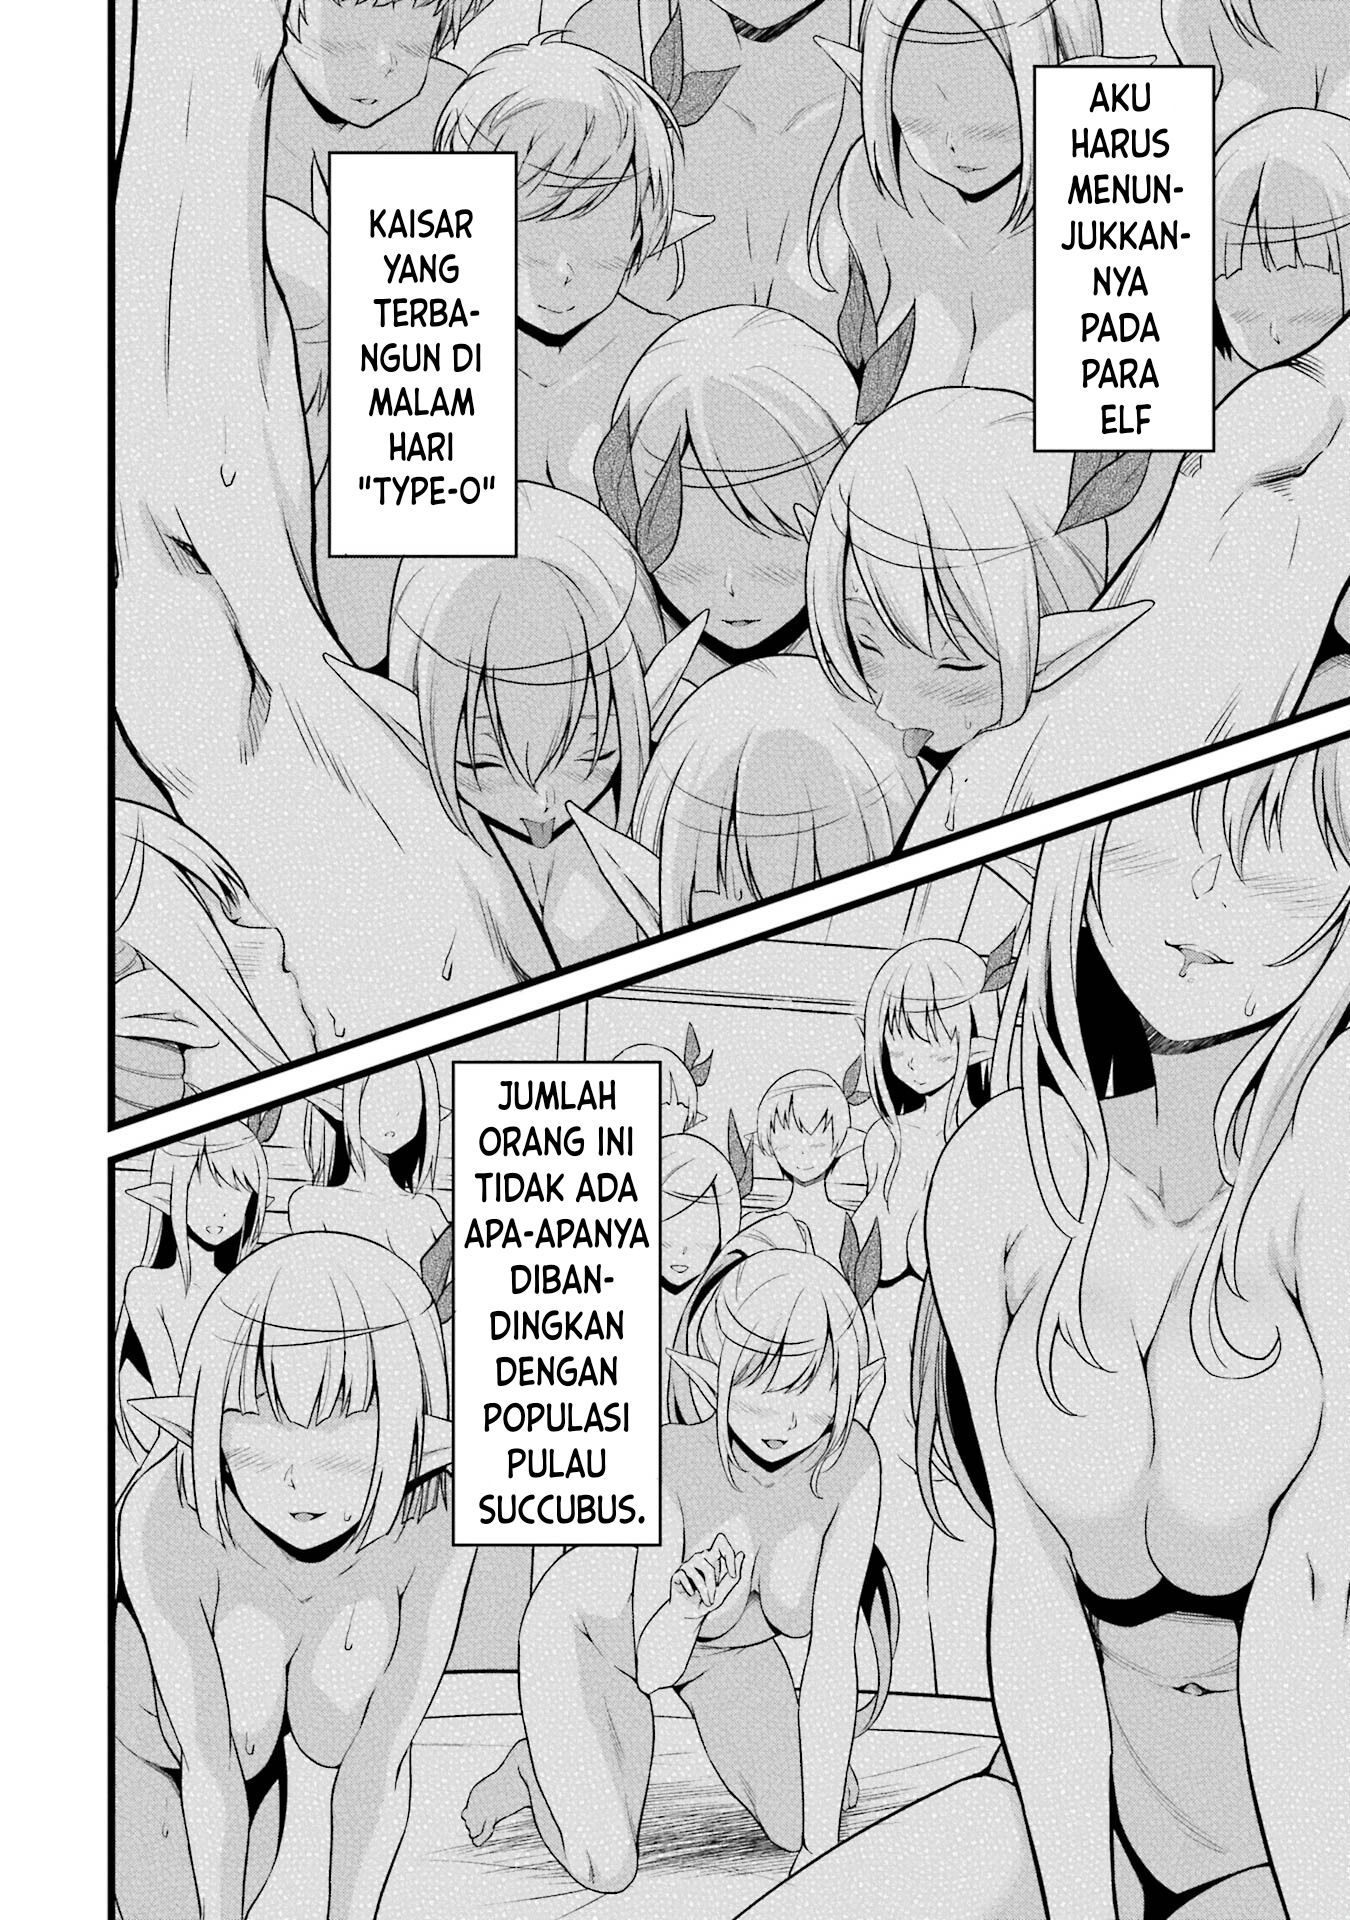 AKU
HARUS
MENUN-
JUKKAN-
NYA
PADA
PARA
ELF
KAISAR
YANG
TERBA-
NGUN DI
MALAM
HARI
"TYPE-O"
JUMLAH
ORANG INI
TIDAK ADA
APA-APANYA
DIBAN-
DINGKAN
DENGAN
POPULASI
PULAU
SUCCUBUS.